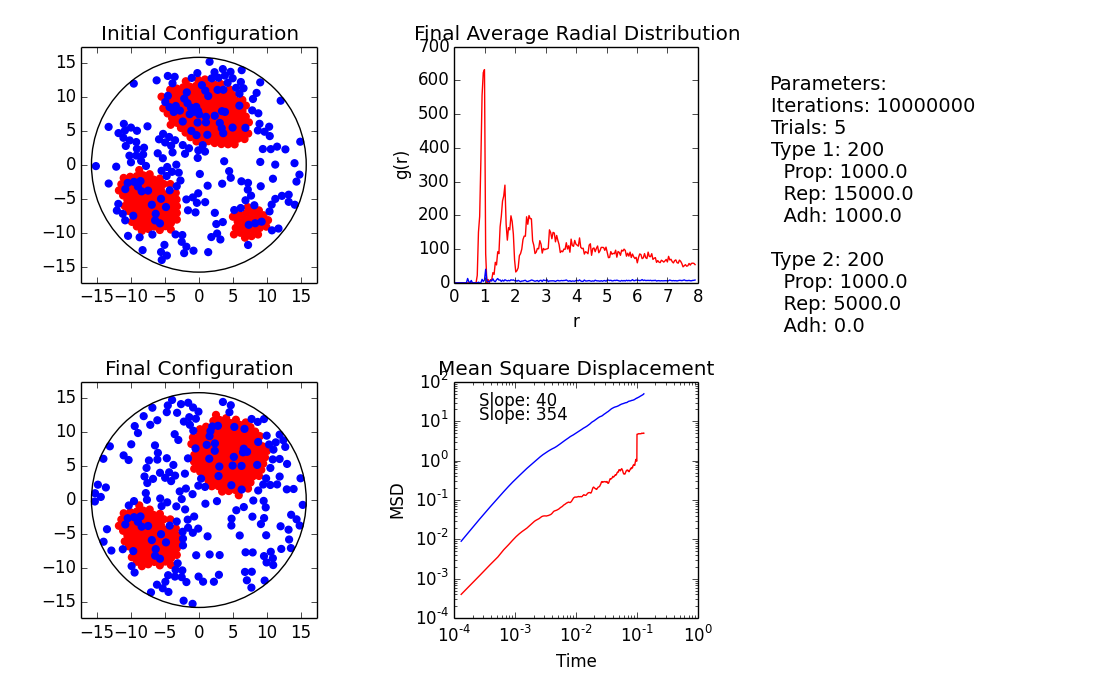 Initial Configuration
15
10
5
0
−5
−10
−15
−15 −10 −5 0 5 10 15
Final Average Radial Distribution
700
600
500
400
300
200
100
0
g(r)
0 1 2 3 4 5 6 7 8
r
Parameters:
Iterations: 10000000
Trials: 5
Type 1: 200
Prop: 1000.0
Rep: 15000.0
Adh: 1000.0
Type 2: 200
Prop: 1000.0
Rep: 5000.0
Adh: 0.0
Final Configuration
15
10
5
0
−5
−10
−15
−15 −10 −5 0 5 10 15
Mean Square Displacement
10^2
10^1
10^0
10^-1
10^-2
10^-3
10^-4
MSD
Slope: 40
Slope: 354
10^-4 10^-3 10^-2 10^-1 10^0
Time